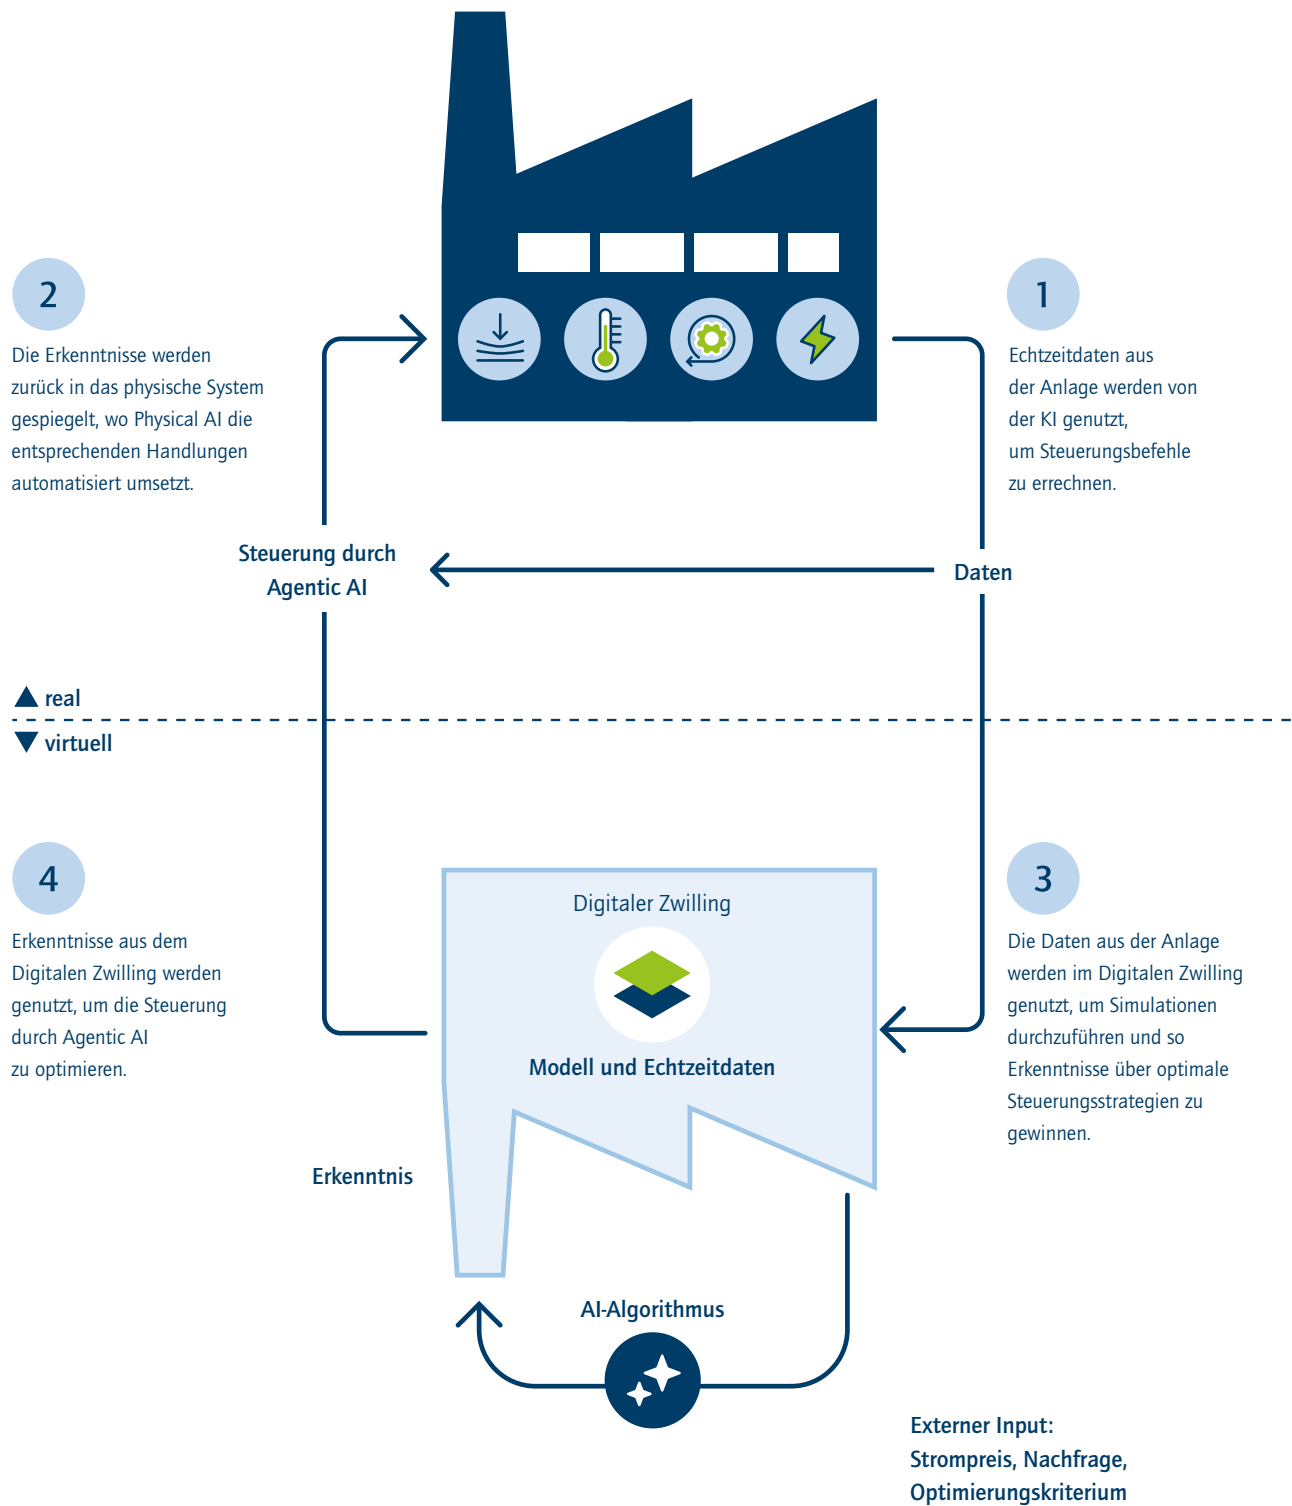 2
Die Erkenntnisse werden
zurück in das physische System
gespiegelt, wo Physical AI die
entsprechenden Handlungen
automatisiert umsetzt.
1
Echtzeitdaten aus
der Anlage werden von
der KI genutzt,
um Steuerungsbefehle
zu errechnen.
Steuerung durch
Agentic AI
Daten
real
virtuell
4
Erkenntnisse aus dem
Digitalen Zwilling werden
genutzt, um die Steuerung
durch Agentic AI
zu optimieren.
Digitaler Zwilling
Modell und Echtzeitdaten
3
Die Daten aus der Anlage
werden im Digitalen Zwilling
genutzt, um Simulationen
durchzuführen und so
Erkenntnisse über optimale
Steuerungsstrategien zu
gewinnen.
Erkenntnis
AI-Algorithmus
Externer Input:
Strompreis, Nachfrage,
Optimierungskriterium